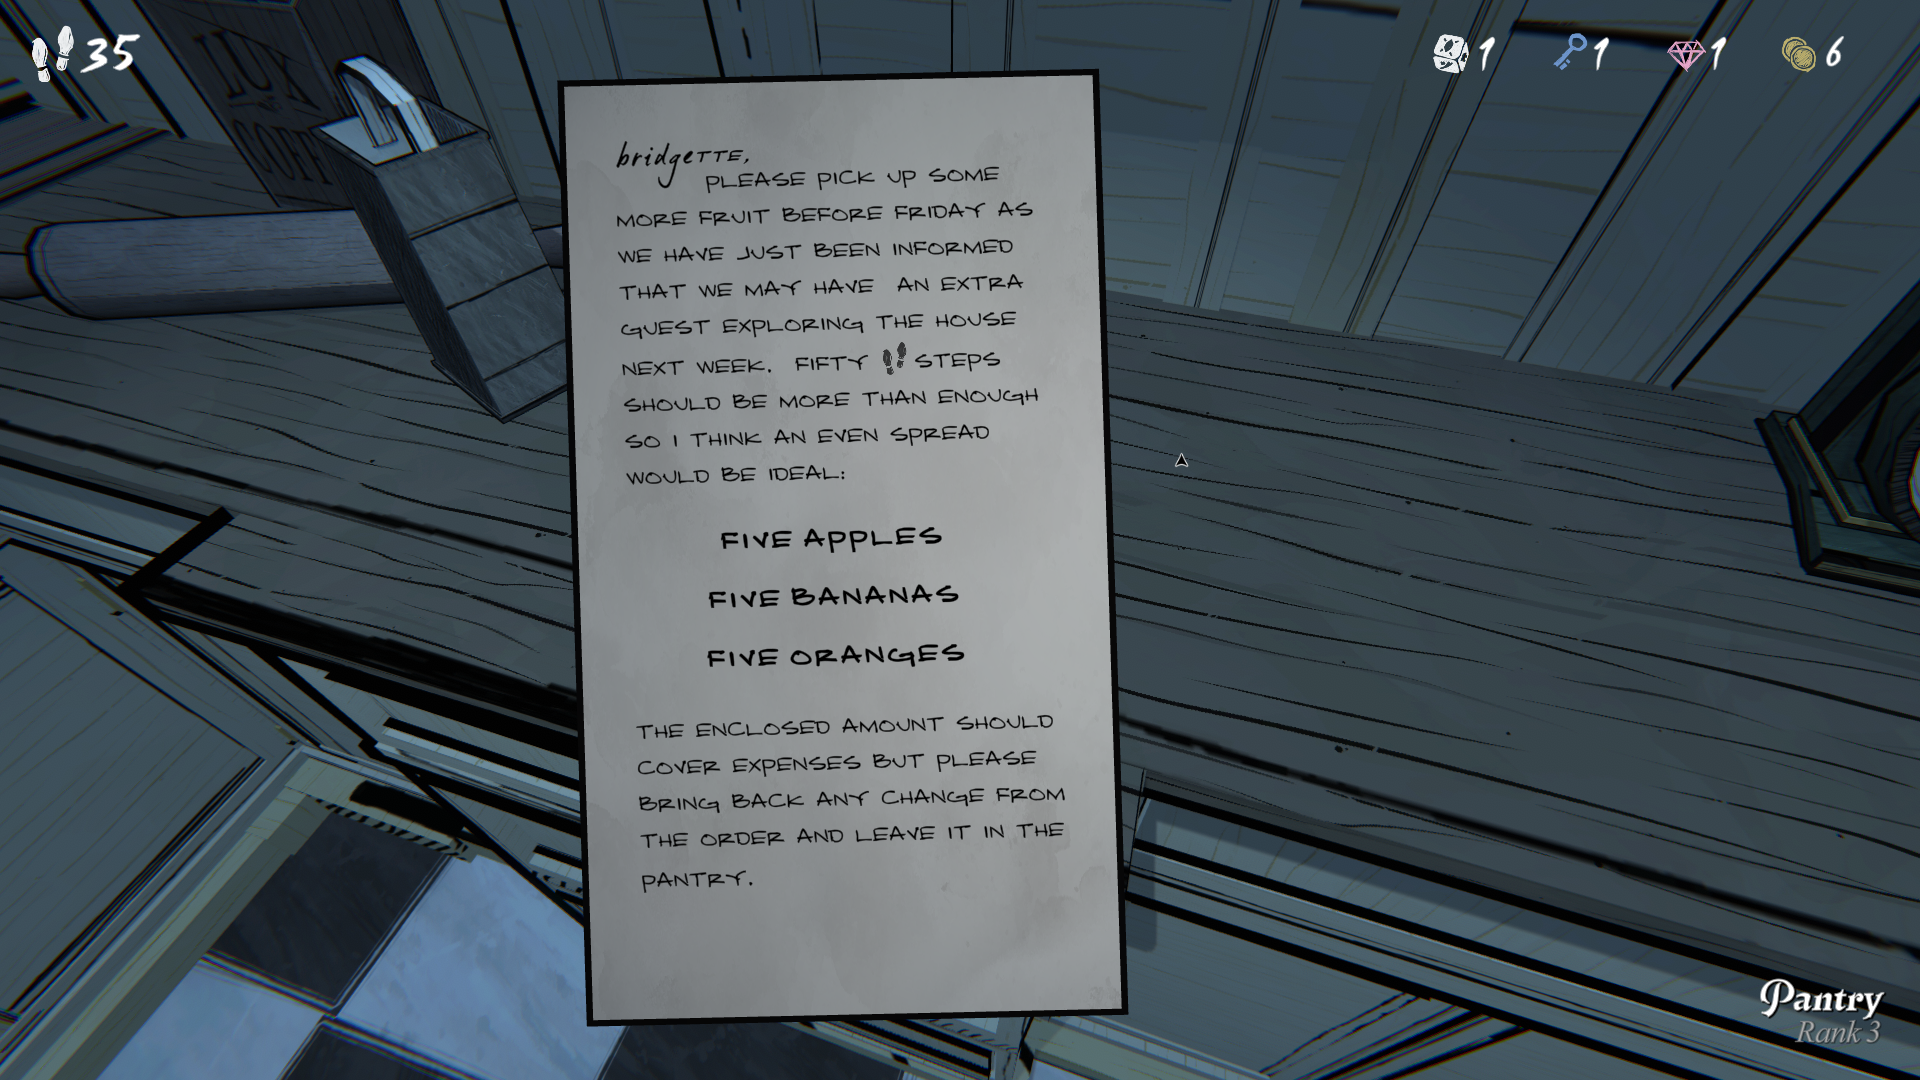 35
1
1
1
6
LUX
COFF
bridgeTTE,
PLEASE PICK UP SOME
MORE FRUIT BEFORE FRIDAY AS
WE HAVE JUST BEEN INFORMED
THAT WE MAY HAVE AN EXTRA
GUEST EXPLORING THE HOUSE
NEXT WEEK. FIFTY STEPS
SHOULD BE MORE THAN ENOUGH
SO I THINK AN EVEN SPREAD
WOULD BE IDEAL:
FIVE APPLES
FIVE BANANAS
FIVE ORANGES
THE ENCLOSED AMOUNT SHOULD
COVER EXPENSES BUT PLEASE
BRING BACK ANY CHANGE FROM
THE ORDER AND LEAVE IT IN THE
PANTRY.
Pantry
Rank 3